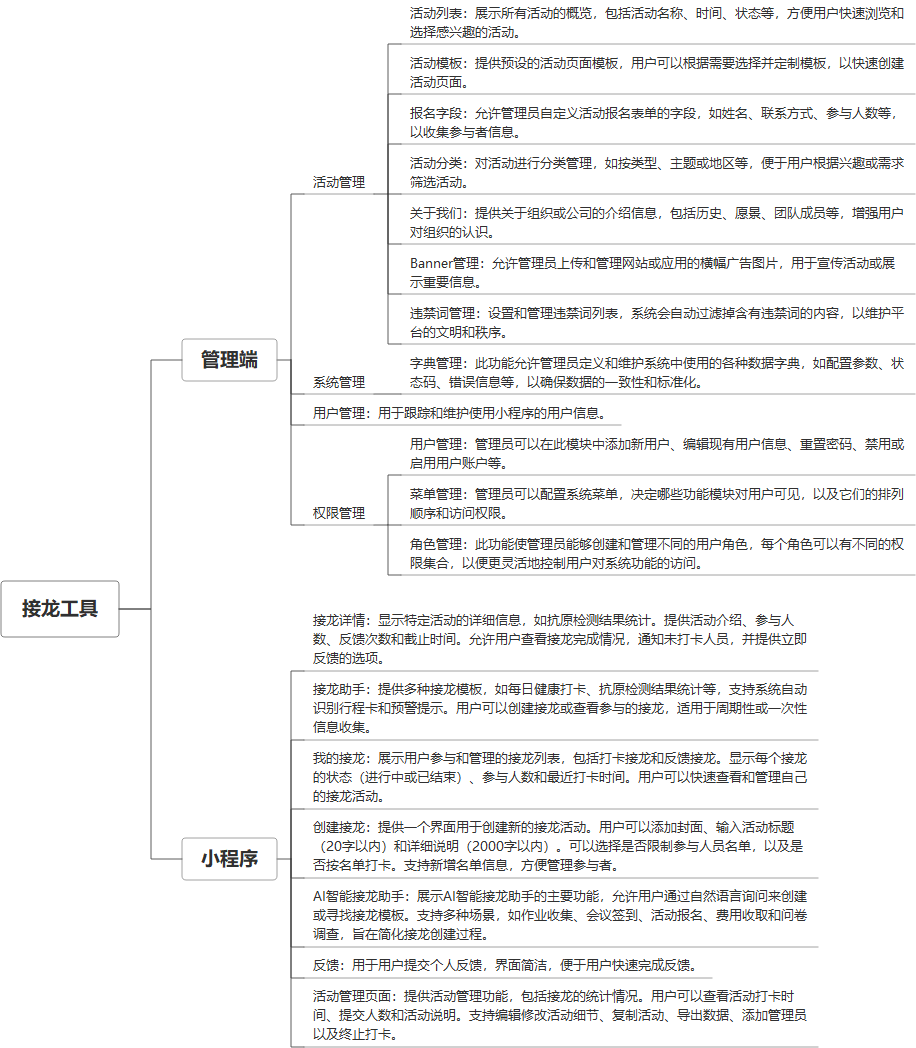 接龙工具
管理端
活动管理
活动列表：展示所有活动的概览，包括活动名称、时间、状态等，方便用户快速浏览和
选择感兴趣的活动。
活动模板：提供预设的活动页面模板，用户可以根据需要选择并定制模板，以快速创建
活动页面。
报名字段：允许管理员自定义活动报名表单的字段，如姓名、联系方式、参与人数等，
以收集参与者信息。
活动分类：对活动进行分类管理，如按类型、主题或地区等，便于用户根据兴趣或需求
筛选活动。
关于我们：提供关于组织或公司的介绍信息，包括历史、愿景、团队成员等，增强用户
对组织的认识。
Banner管理：允许管理员上传和管理网站或应用的横幅广告图片，用于宣传活动或展
示重要信息。
违禁词管理：设置和管理违禁词列表，系统会自动过滤掉含有违禁词的内容，以维护平
台的文明和秩序。
系统管理
字典管理：此功能允许管理员定义和维护系统中使用的各种数据字典，如配置参数、状
态码、错误信息等，以确保数据的一致性和标准化。
用户管理：用于跟踪和维护使用小程序的用户信息。
权限管理
用户管理：管理员可以在此模块中添加新用户、编辑现有用户信息、重置密码、禁用或
启用用户账户等。
菜单管理：管理员可以配置系统菜单，决定哪些功能模块对用户可见，以及它们的排列
顺序和访问权限。
角色管理：此功能使管理员能够创建和管理不同的用户角色，每个角色可以有不同的权
限集合，以便更灵活地控制用户对系统功能的访问。
小程序
接龙详情：显示特定活动的详细信息，如抗原检测结果统计。提供活动介绍、参与人
数、反馈次数和截止时间。允许用户查看接龙完成情况，通知未打卡人员，并提供立即
反馈的选项。
接龙助手：提供多种接龙模板，如每日健康打卡、抗原检测结果统计等，支持系统自动
识别行程卡和预警提示。用户可以创建接龙或查看参与的接龙，适用于周期性或一次性
信息收集。
我的接龙：展示用户参与和管理的接龙列表，包括打卡接龙和反馈接龙。显示每个接龙
的状态（进行中或已结束）、参与人数和最近打卡时间。用户可以快速查看和管理自己
的接龙活动。
创建接龙：提供一个界面用于创建新的接龙活动。用户可以添加封面、输入活动标题
（20字以内）和详细说明（2000字以内）。可以选择是否限制参与人员名单，以及是
否按名单打卡。支持新增名单信息，方便管理参与者。
AI智能接龙助手：展示AI智能接龙助手的主要功能，允许用户通过自然语言询问来创建
或寻找接龙模板。支持多种场景，如作业收集、会议签到、活动报名、费用收取和问卷
调查，旨在简化接龙创建过程。
反馈：用于用户提交个人反馈，界面简洁，便于用户快速完成反馈。
活动管理页面：提供活动管理功能，包括接龙的统计情况。用户可以查看活动打卡时
间、提交人数和活动说明。支持编辑修改活动细节、复制活动、导出数据、添加管理员
以及终止打卡。